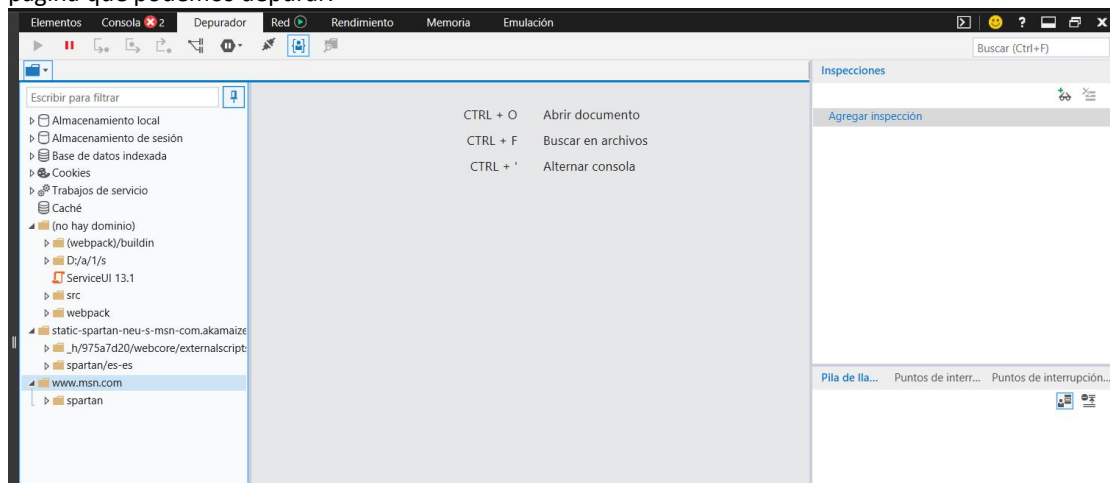 página que podemos depurar.
Elementos Consola 2 Depurador Red Rendimiento Memoria Emulación ?
Buscar (Ctrl+F)
Inspecciones
Escribir para filtrar
Agregar inspección
CTRL + O Abrir documento
CTRL + F Buscar en archivos
CTRL + ' Alternar consola
Almacenamiento local
Almacenamiento de sesión
Base de datos indexada
Cookies
Trabajos de servicio
Caché
(no hay dominio)
(webpack)/buildin
D:/a/1/s
ServiceUI 13.1
src
webpack
static-spartan-neu-s-msn-com.akamaize
_h/975a7d20/webcore/externalscript
spartan/es-es
www.msn.com
spartan
Pila de lla... Puntos de interr... Puntos de interrupción...